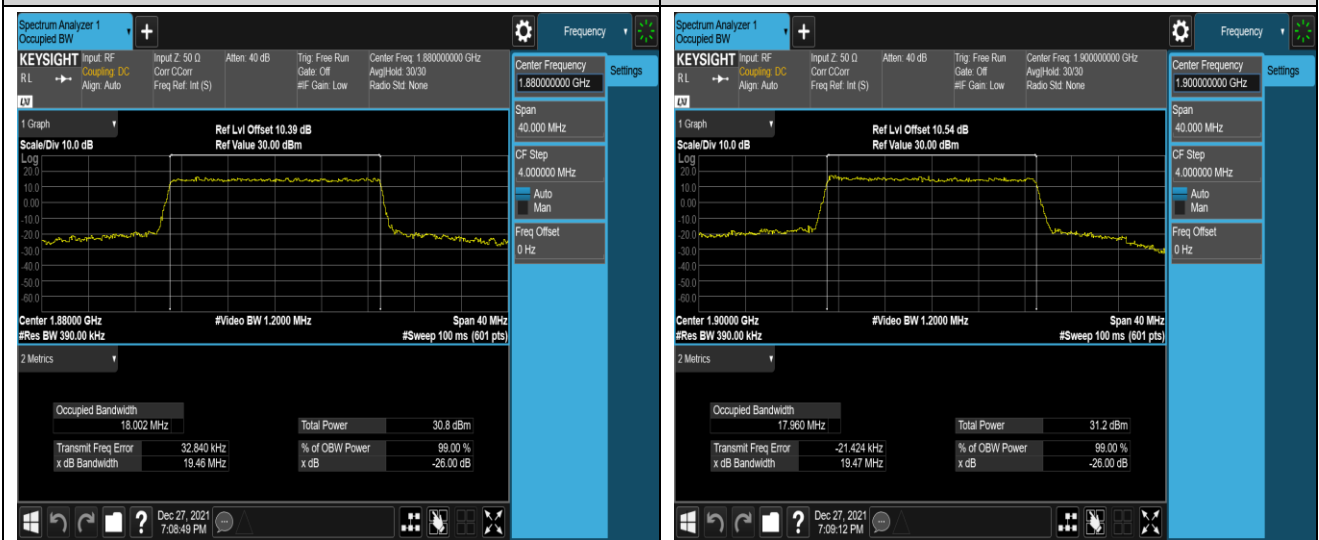 Spectrum Analyzer 1
Occupied BW
+
Frequency
KEYSIGHT
Input: RF
Input Z: 50 Ω
Atten: 40 dB
Trig: Free Run
Center Freq: 1.880000000 GHz
R L
Coupling: DC
Corr CCorr
Gate: Off
Avg|Hold: 30/30
Align: Auto
Freq Ref: Int (S)
#IF Gain: Low
Radio Std: None
LXI
Center Frequency
1.880000000 GHz
Settings
Span
40.000 MHz
CF Step
4.000000 MHz
Auto
Man
Freq Offset
0 Hz
1 Graph
Ref Lvl Offset 10.39 dB
Scale/Div 10.0 dB
Ref Value 30.00 dBm
Log
20.0
10.0
0.00
-10.0
-20.0
-30.0
-40.0
-50.0
-60.0
Center 1.88000 GHz
#Video BW 1.2000 MHz
Span 40 MHz
#Res BW 390.00 kHz
#Sweep 100 ms (601 pts)
2 Metrics
Occupied Bandwidth
18.002 MHz
Total Power 30.8 dBm
Transmit Freq Error 32.840 kHz
% of OBW Power 99.00 %
x dB Bandwidth 19.46 MHz
x dB -26.00 dB
?
Dec 27, 2021
7:08:49 PM
Spectrum Analyzer 1
Occupied BW
+
Frequency
KEYSIGHT
Input: RF
Input Z: 50 Ω
Atten: 40 dB
Trig: Free Run
Center Freq: 1.900000000 GHz
R L
Coupling: DC
Corr CCorr
Gate: Off
Avg|Hold: 30/30
Align: Auto
Freq Ref: Int (S)
#IF Gain: Low
Radio Std: None
LXI
Center Frequency
1.900000000 GHz
Settings
Span
40.000 MHz
CF Step
4.000000 MHz
Auto
Man
Freq Offset
0 Hz
1 Graph
Ref Lvl Offset 10.54 dB
Scale/Div 10.0 dB
Ref Value 30.00 dBm
Log
20.0
10.0
0.00
-10.0
-20.0
-30.0
-40.0
-50.0
-60.0
Center 1.90000 GHz
#Video BW 1.2000 MHz
Span 40 MHz
#Res BW 390.00 kHz
#Sweep 100 ms (601 pts)
2 Metrics
Occupied Bandwidth
17.960 MHz
Total Power 31.2 dBm
Transmit Freq Error -21.424 kHz
% of OBW Power 99.00 %
x dB Bandwidth 19.47 MHz
x dB -26.00 dB
?
Dec 27, 2021
7:09:12 PM